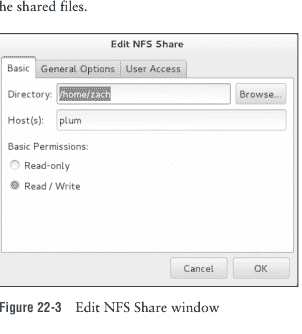 he shared files.
Edit NFS Share
Basic General Options User Access
Directory: /home/zach Browse...
Host(s): plum
Basic Permissions:
Read-only
Read / Write
Cancel OK
Figure 22-3 Edit NFS Share window